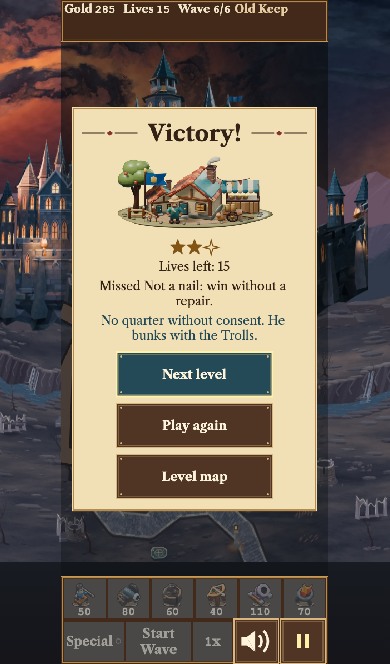 Gold 285 Lives 15 Wave 6/6 Old Keep
Victory!
Lives left: 15
Missed Not a nail: win without a
repair.
No quarter without consent. He
bunks with the Trolls.
Next level
Play again
Level map
50 80 60 40 110 70
Special
Start
Wave
1x